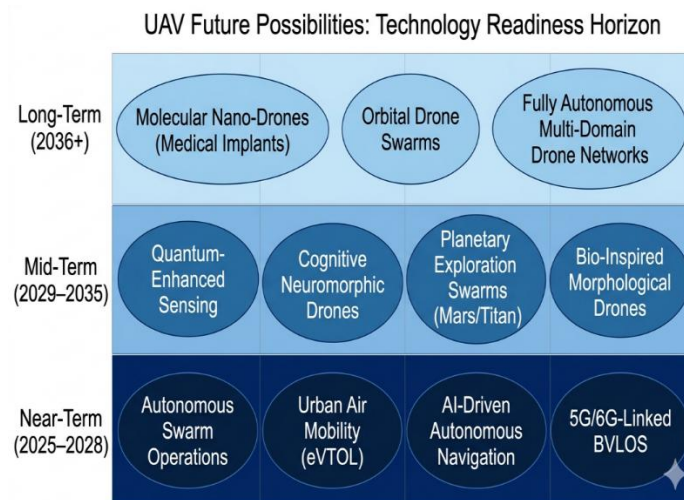 UAV Future Possibilities: Technology Readiness Horizon
Long-Term
(2036+)
Molecular Nano-Drones
(Medical Implants)
Orbital Drone
Swarms
Fully Autonomous
Multi-Domain
Drone Networks
Mid-Term
(2029–2035)
Quantum-
Enhanced
Sensing
Cognitive
Neuromorphic
Drones
Planetary
Exploration
Swarms
(Mars/Titan)
Bio-Inspired
Morphological
Drones
Near-Term
(2025–2028)
Autonomous
Swarm
Operations
Urban Air
Mobility
(eVTOL)
AI-Driven
Autonomous
Navigation
5G/6G-Linked
BVLOS